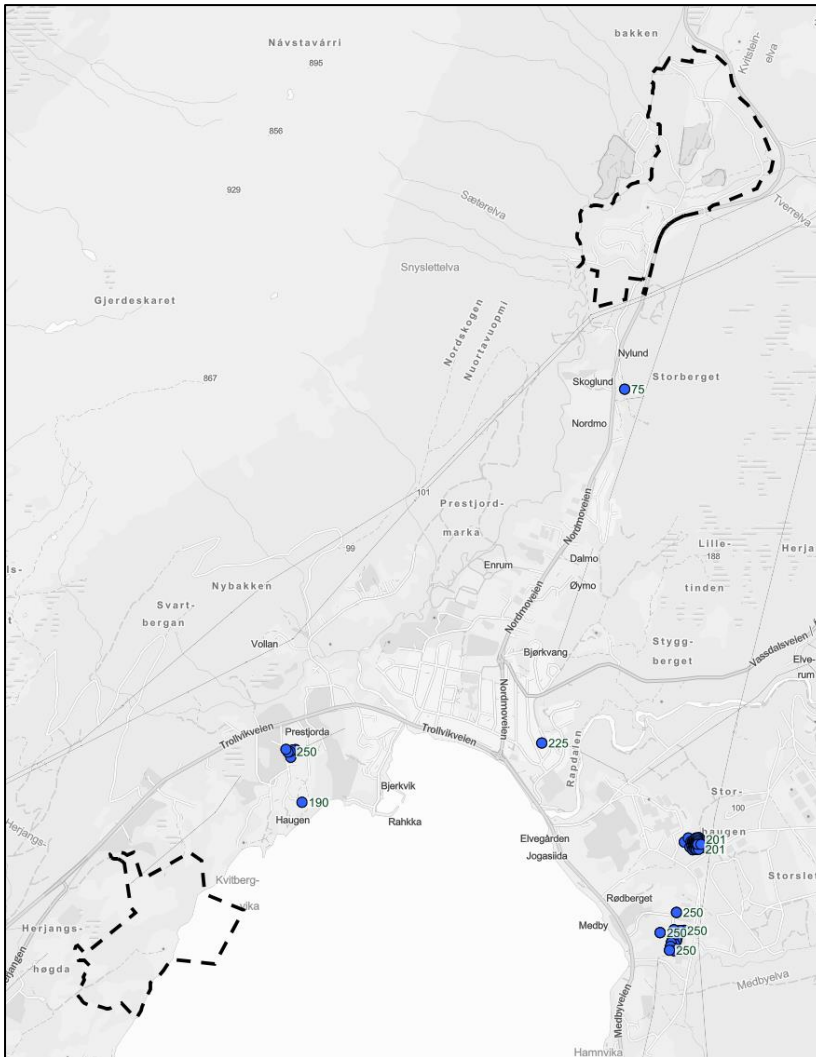 bakken
Kvitstein-
elva
Návstavárri
895
856
929
Sæterelva
Tverrelva
Snyslettelva
Gjerdeskaret
Nordskogen
Nuortavuopmi
867
Nylund
Skoglund
75
Storberget
Nordmo
101
Prestjord-
marka
Nordmoveien
99
Lille-
188
tinden
Herja
ls-
Enrum
Dalmo
Øymo
Nybakken
Svart-
bergan
Nordmoveien
Vollan
Bjørkvang
Stygg-
berget
Vassdalsveien /
Elve-
rum
Nordmoveien
Trollvikveien
Prestjorda
Trollvikveien
250
225
Rapdalen
Bjerkvik
Stor-
100
haugen
190
Haugen
Rahkka
Elvegården
Jogasiida
201
201
Herjangs-
Kvitberg-
vika
Storslet
Rødberget
250
Medby
250
250
250
Herjangs-
høgda
Medbyelva
Medbyveien
Hamnvika